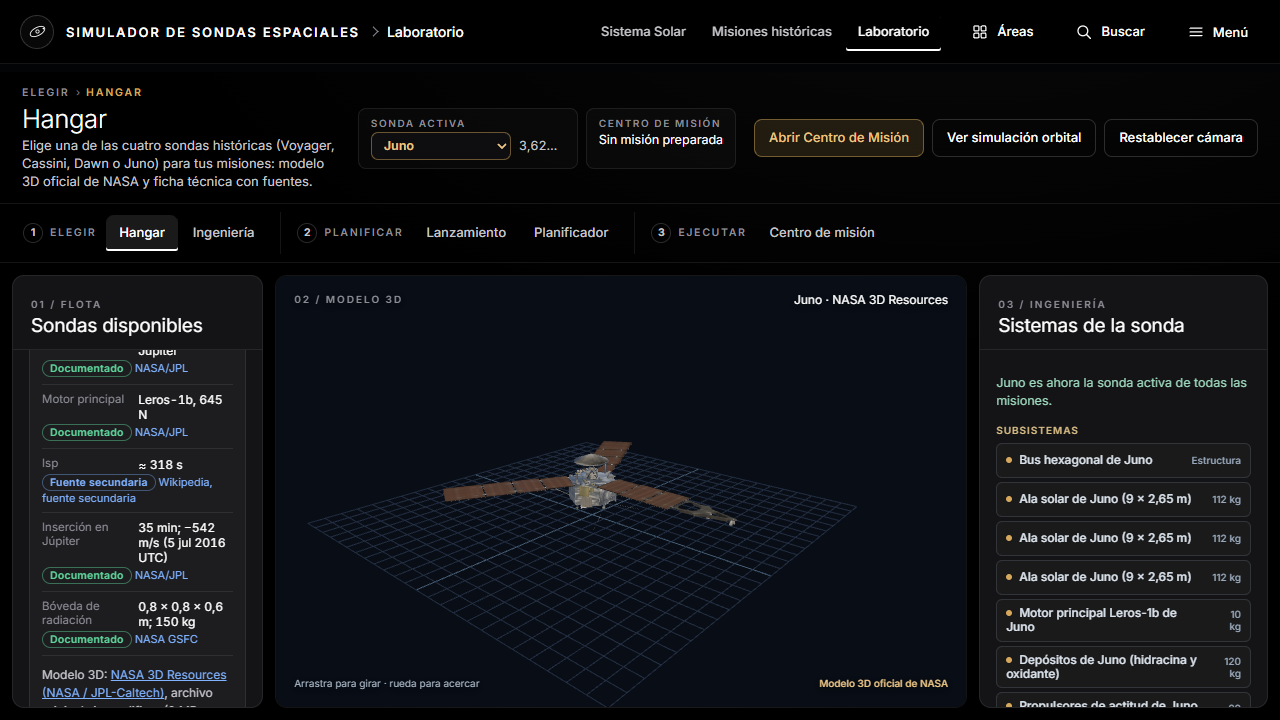 SIMULADOR DE SONDAS ESPACIALES > Laboratorio
Sistema Solar
Misiones históricas
Laboratorio
Áreas
Buscar
Menú
ELEGIR > HANGAR
Hangar
Elige una de las cuatro sondas históricas (Voyager,
Cassini, Dawn o Juno) para tus misiones: modelo
3D oficial de NASA y ficha técnica con fuentes.
SONDA ACTIVA
Juno
3,62...
CENTRO DE MISIÓN
Sin misión preparada
Abrir Centro de Misión
Ver simulación orbital
Restablecer cámara
1 ELEGIR
Hangar
Ingeniería
2 PLANIFICAR
Lanzamiento
Planificador
3 EJECUTAR
Centro de misión
01 / FLOTA
Sondas disponibles
Júpiter
Documentado NASA/JPL
Motor principal
Leros-1b, 645
N
Documentado NASA/JPL
Isp
≈ 318 s
Fuente secundaria Wikipedia,
fuente secundaria
Inserción en
Júpiter
35 min; −542
m/s (5 jul 2016
UTC)
Documentado NASA/JPL
Bóveda de
radiación
0,8 × 0,8 × 0,6
m; 150 kg
Documentado NASA GSFC
Modelo 3D: NASA 3D Resources
(NASA / JPL-Caltech), archivo
02 / MODELO 3D
Juno · NASA 3D Resources
Arrastra para girar · rueda para acercar
Modelo 3D oficial de NASA
03 / INGENIERÍA
Sistemas de la sonda
Juno es ahora la sonda activa de todas las
misiones.
SUBSISTEMAS
Bus hexagonal de Juno Estructura
Ala solar de Juno (9 × 2,65 m) 112 kg
Ala solar de Juno (9 × 2,65 m) 112 kg
Ala solar de Juno (9 × 2,65 m) 112 kg
Motor principal Leros-1b de
Juno
10
kg
Depósitos de Juno (hidracina y
oxidante)
120
kg
Propulsores de actitud de Juno